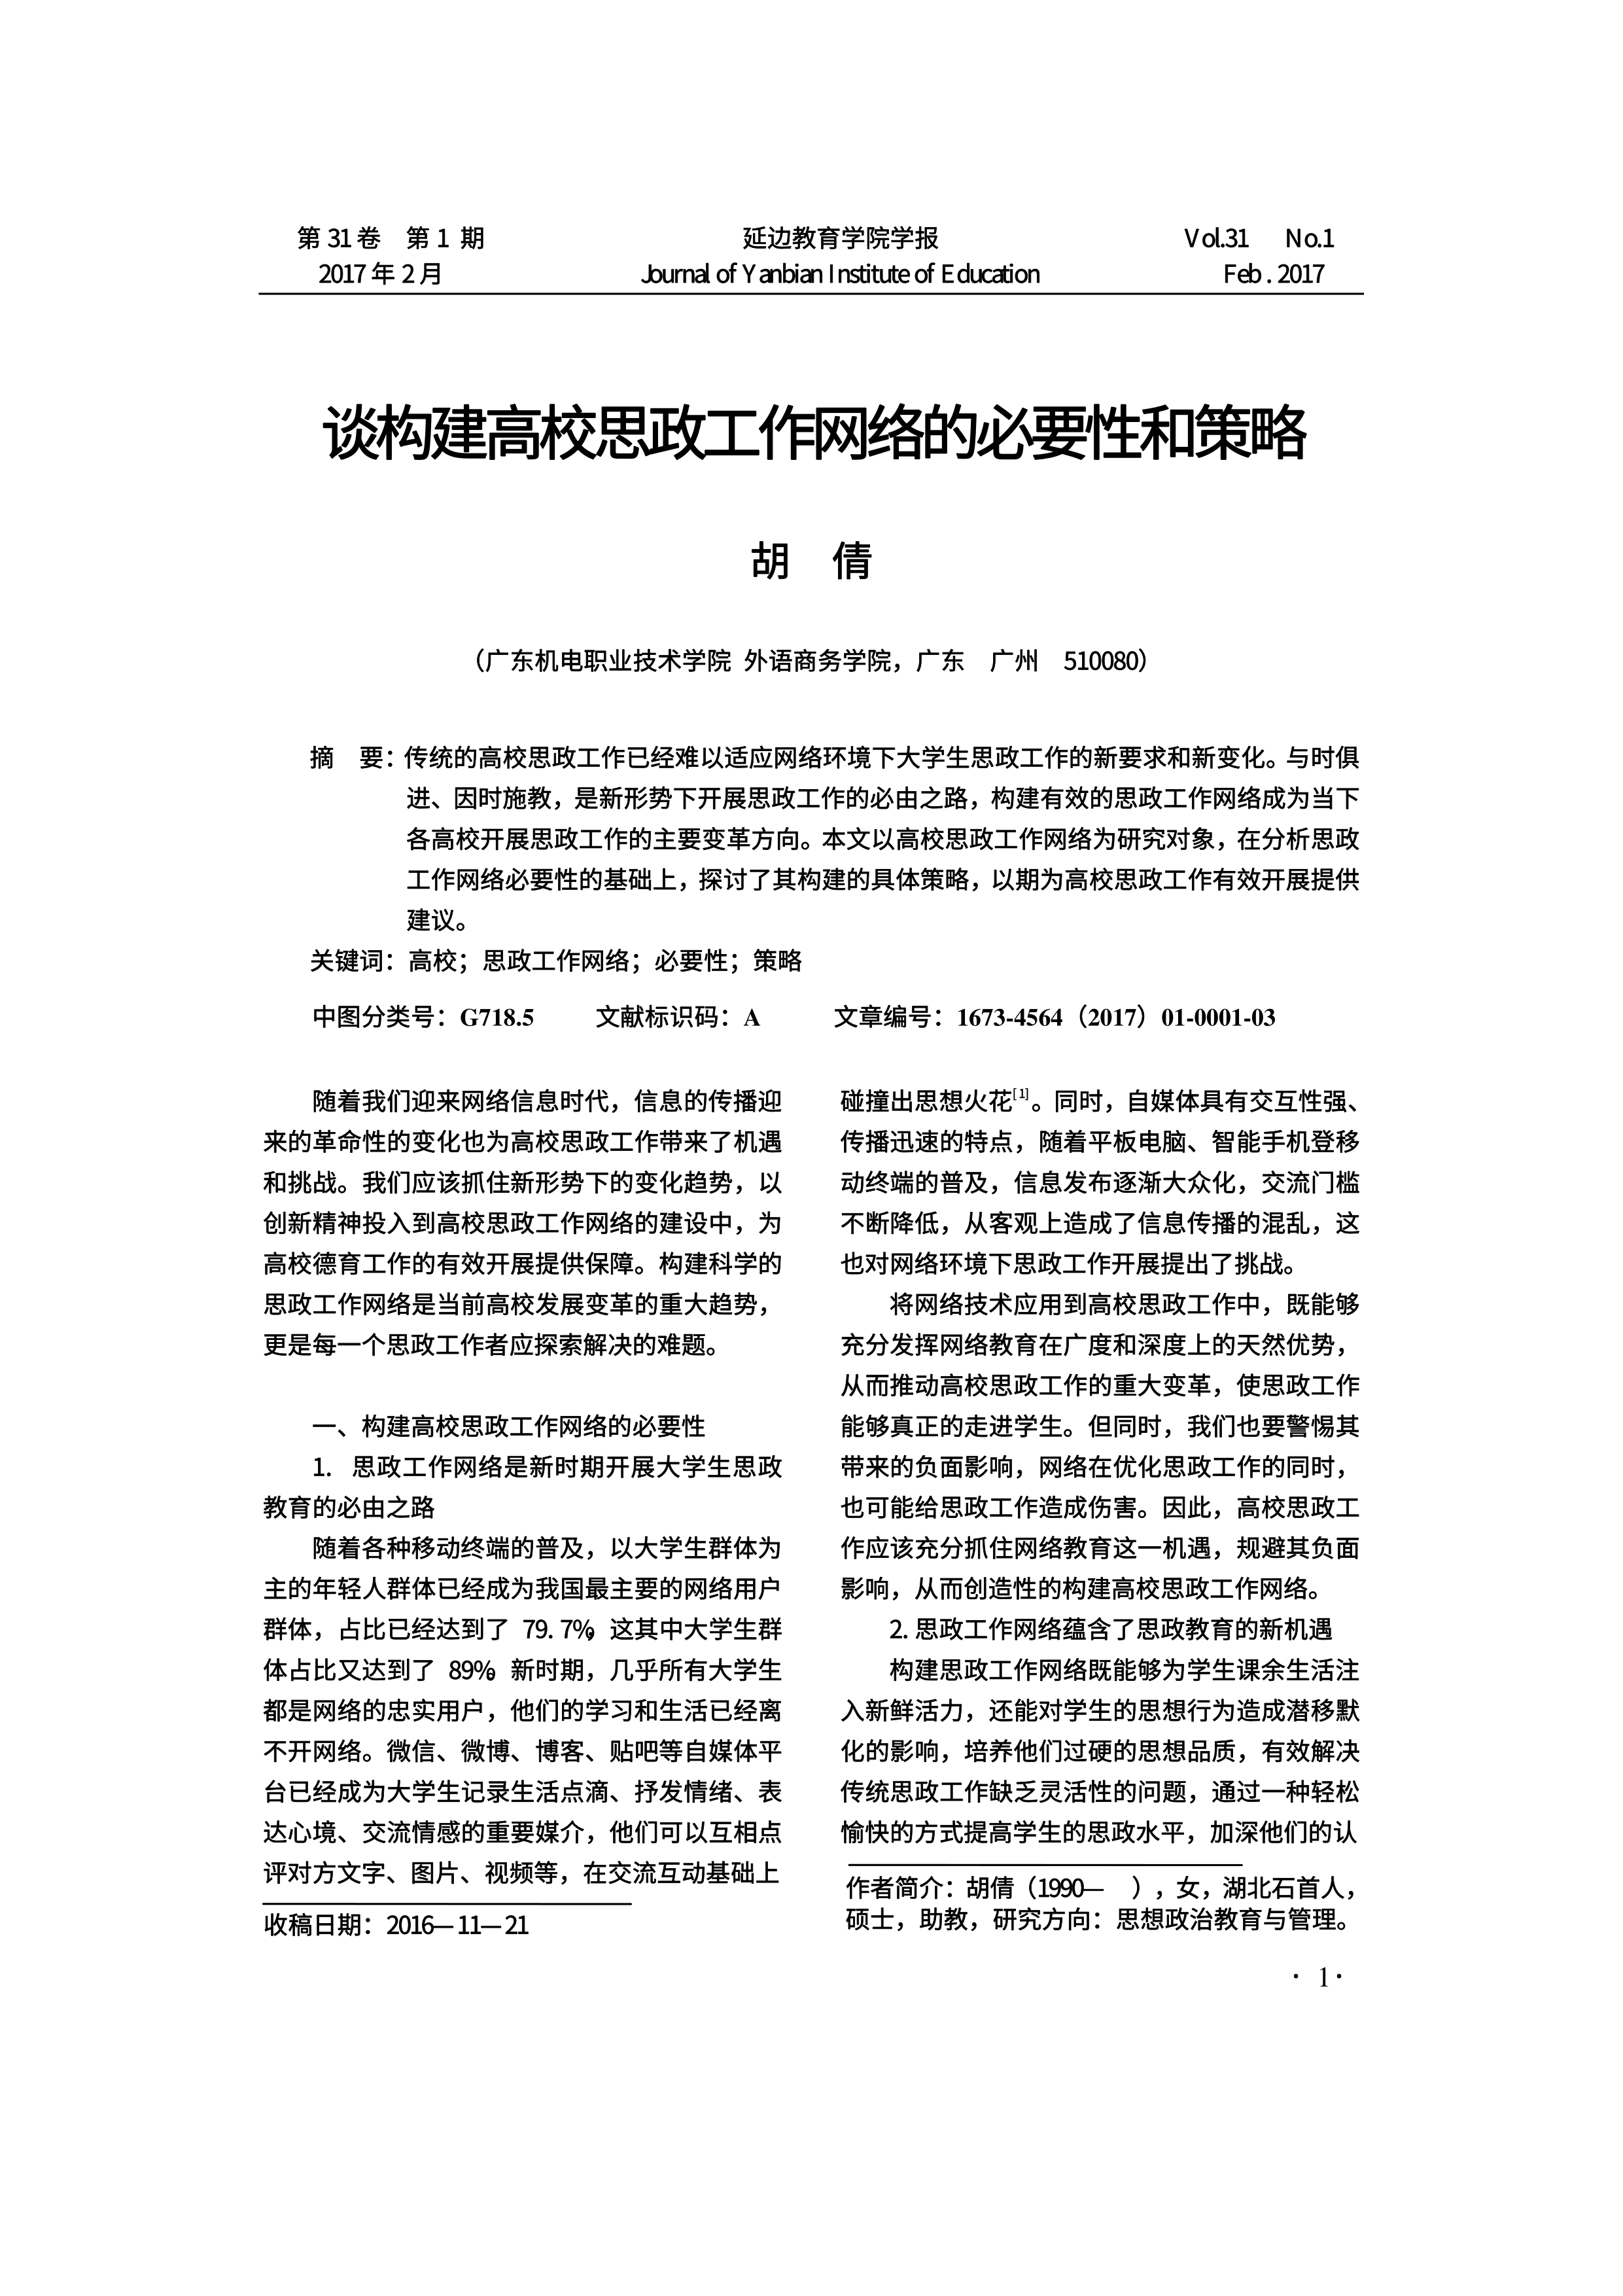 第 31 卷　第 1 期
延边教育学院学报
Vol.31　No.1
2017 年 2 月
Journal of Yanbian Institute of Education
Feb . 2017
谈构建高校思政工作网络的必要性和策略
胡　倩
（广东机电职业技术学院 外语商务学院，广东　广州　510080）
摘　要：传统的高校思政工作已经难以适应网络环境下大学生思政工作的新要求和新变化。与时俱
进、因时施教，是新形势下开展思政工作的必由之路，构建有效的思政工作网络成为当下
各高校开展思政工作的主要变革方向。本文以高校思政工作网络为研究对象，在分析思政
工作网络必要性的基础上，探讨了其构建的具体策略，以期为高校思政工作有效开展提供
建议。
关键词：高校；思政工作网络；必要性；策略
中图分类号：G718.5　　文献标识码：A　　文章编号：1673-4564（2017）01-0001-03
随着我们迎来网络信息时代，信息的传播迎
来的革命性的变化也为高校思政工作带来了机遇
和挑战。我们应该抓住新形势下的变化趋势，以
创新精神投入到高校思政工作网络的建设中，为
高校德育工作的有效开展提供保障。构建科学的
思政工作网络是当前高校发展变革的重大趋势，
更是每一个思政工作者应探索解决的难题。
一、构建高校思政工作网络的必要性
1. 思政工作网络是新时期开展大学生思政
教育的必由之路
随着各种移动终端的普及，以大学生群体为
主的年轻人群体已经成为我国最主要的网络用户
群体，占比已经达到了 79. 7%，这其中大学生群
体占比又达到了 89%。新时期，几乎所有大学生
都是网络的忠实用户，他们的学习和生活已经离
不开网络。微信、微博、博客、贴吧等自媒体平
台已经成为大学生记录生活点滴、抒发情绪、表
达心境、交流情感的重要媒介，他们可以互相点
评对方文字、图片、视频等，在交流互动基础上
收稿日期：2016—11—21
碰撞出思想火花[1]。同时，自媒体具有交互性强、
传播迅速的特点，随着平板电脑、智能手机登移
动终端的普及，信息发布逐渐大众化，交流门槛
不断降低，从客观上造成了信息传播的混乱，这
也对网络环境下思政工作开展提出了挑战。
将网络技术应用到高校思政工作中，既能够
充分发挥网络教育在广度和深度上的天然优势，
从而推动高校思政工作的重大变革，使思政工作
能够真正的走进学生。但同时，我们也要警惕其
带来的负面影响，网络在优化思政工作的同时，
也可能给思政工作造成伤害。因此，高校思政工
作应该充分抓住网络教育这一机遇，规避其负面
影响，从而创造性的构建高校思政工作网络。
2. 思政工作网络蕴含了思政教育的新机遇
构建思政工作网络既能够为学生课余生活注
入新鲜活力，还能对学生的思想行为造成潜移默
化的影响，培养他们过硬的思想品质，有效解决
传统思政工作缺乏灵活性的问题，通过一种轻松
愉快的方式提高学生的思政水平，加深他们的认
作者简介：胡倩（1990—　），女，湖北石首人，
硕士，助教，研究方向：思想政治教育与管理。
· 1 ·